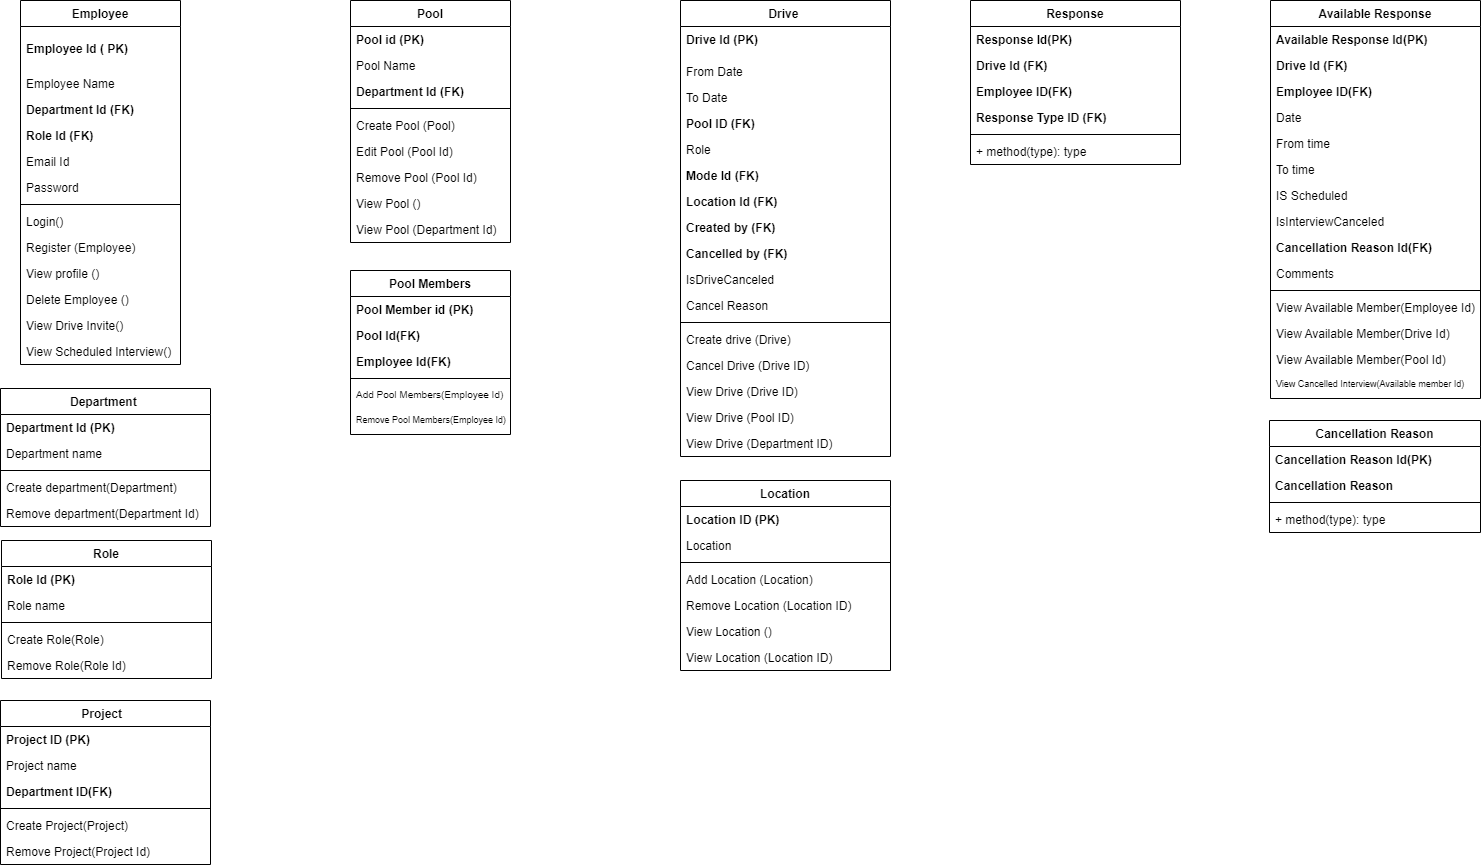 Employee
Employee Id ( PK)
Employee Name
Department Id (FK)
Role Id (FK)
Email Id
Password
Login()
Register (Employee)
View profile ()
Delete Employee ()
View Drive Invite()
View Scheduled Interview()
Department
Department Id (PK)
Department name
Create department(Department)
Remove department(Department Id)
Role
Role Id (PK)
Role name
Create Role(Role)
Remove Role(Role Id)
Project
Project ID (PK)
Project name
Department ID(FK)
Create Project(Project)
Remove Project(Project Id)
Pool
Pool id (PK)
Pool Name
Department Id (FK)
Create Pool (Pool)
Edit Pool (Pool Id)
Remove Pool (Pool Id)
View Pool ()
View Pool (Department Id)
Pool Members
Pool Member id (PK)
Pool Id(FK)
Employee Id(FK)
Add Pool Members(Employee Id)
Remove Pool Members(Employee Id)
Drive
Drive Id (PK)
From Date
To Date
Pool ID (FK)
Role
Mode Id (FK)
Location Id (FK)
Created by (FK)
Cancelled by (FK)
IsDriveCanceled
Cancel Reason
Create drive (Drive)
Cancel Drive (Drive ID)
View Drive (Drive ID)
View Drive (Pool ID)
View Drive (Department ID)
Location
Location ID (PK)
Location
Add Location (Location)
Remove Location (Location ID)
View Location ()
View Location (Location ID)
Response
Response Id(PK)
Drive Id (FK)
Employee ID(FK)
Response Type ID (FK)
+ method(type): type
Available Response
Available Response Id(PK)
Drive Id (FK)
Employee ID(FK)
Date
From time
To time
IS Scheduled
IsInterviewCanceled
Cancellation Reason Id(FK)
Comments
View Available Member(Employee Id)
View Available Member(Drive Id)
View Available Member(Pool Id)
View Cancelled Interview(Available member Id)
Cancellation Reason
Cancellation Reason Id(PK)
Cancellation Reason
+ method(type): type